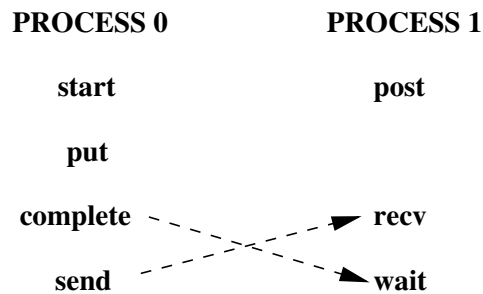 PROCESS 0 PROCESS 1
start post
put
complete recv
send wait